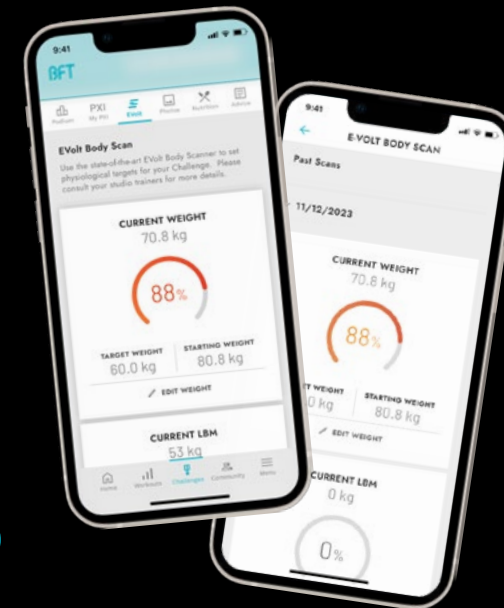 9:41
BFT
Podium
PXI
My PXI
Evolt
Photos
Nutrition
Advice
EVolt Body Scan
Use the state-of-the-art EVolt Body Scanner to set
physiological targets for your Challenge. Please
consult your studio trainers for more details.
CURRENT WEIGHT
70.8 kg
88%
TARGET WEIGHT
60.0 kg
STARTING WEIGHT
80.8 kg
EDIT WEIGHT
CURRENT LBM
53 kg
Home
Workouts
Challenges
Community
Menu
9:41
E-VOLT BODY SCAN
Past Scans
11/12/2023
CURRENT WEIGHT
70.8 kg
88%
WEIGHT
0 kg
STARTING WEIGHT
80.8 kg
EDIT WEIGHT
CURRENT LBM
0 kg
0%